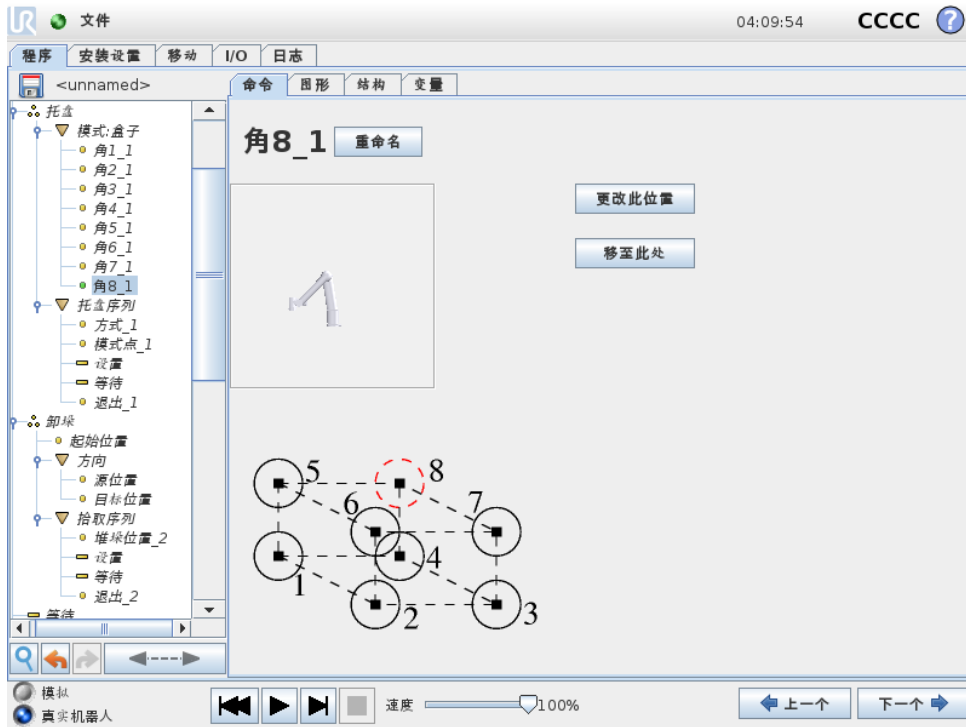 UR 文件 04:09:54 CCCC ?
程序 安装设置 移动 I/O 日志
<unnamed> 命令 图形 结构 变量
托盒
模式:盒子
角1_1
角2_1
角3_1
角4_1
角5_1
角6_1
角7_1
角8_1
托盒序列
方式_1
模式点_1
设置
等待
退出_1
卸垛
起始位置
方向
源位置
目标位置
拾取序列
堆垛位置_2
设置
等待
退出_2
等待
角8_1 重命名
更改此位置
移至此处
5 8
6 7
4
1
2 3
模拟
真实机器人
速度 100%
上一个 下一个